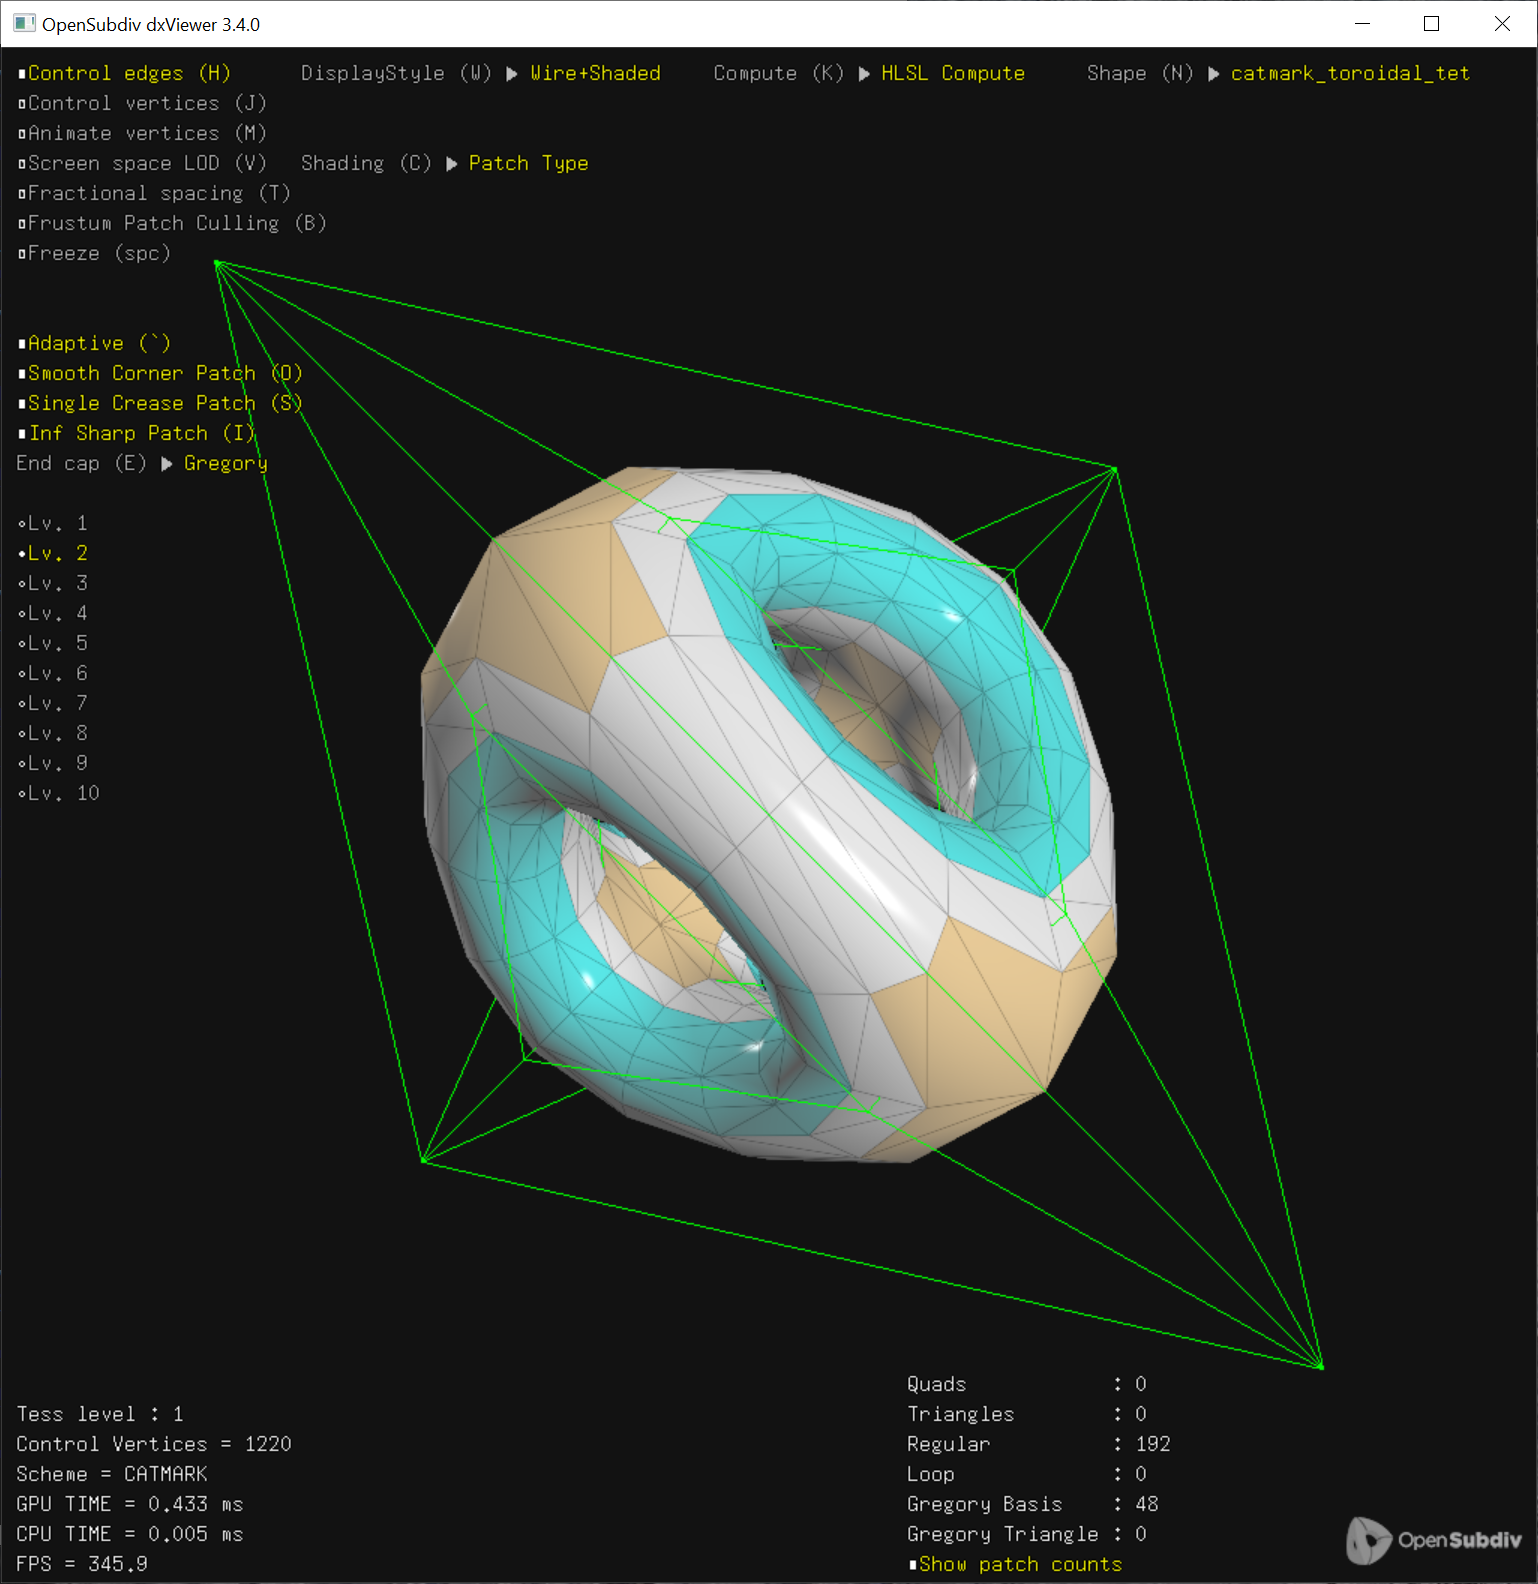 OpenSubdiv dxViewer 3.4.0
Control edges (H) DisplayStyle (W) ▶ Wire+Shaded Compute (K) ▶ HLSL Compute Shape (N) ▶ catmark_toroidal_tet
Control vertices (J)
Animate vertices (M)
Screen space LOD (V) Shading (C) ▶ Patch Type
Fractional spacing (T)
Frustum Patch Culling (B)
Freeze (spc)
Adaptive (`)
Smooth Corner Patch (O)
Single Crease Patch (S)
Inf Sharp Patch (I)
End cap (E) ▶ Gregory
Lv. 1
Lv. 2
Lv. 3
Lv. 4
Lv. 5
Lv. 6
Lv. 7
Lv. 8
Lv. 9
Lv. 10
Tess level : 1
Control Vertices = 1220
Scheme = CATMARK
GPU TIME = 0.433 ms
CPU TIME = 0.005 ms
FPS = 345.9
Quads : 0
Triangles : 0
Regular : 192
Loop : 0
Gregory Basis : 48
Gregory Triangle : 0
Show patch counts
OpenSubdiv